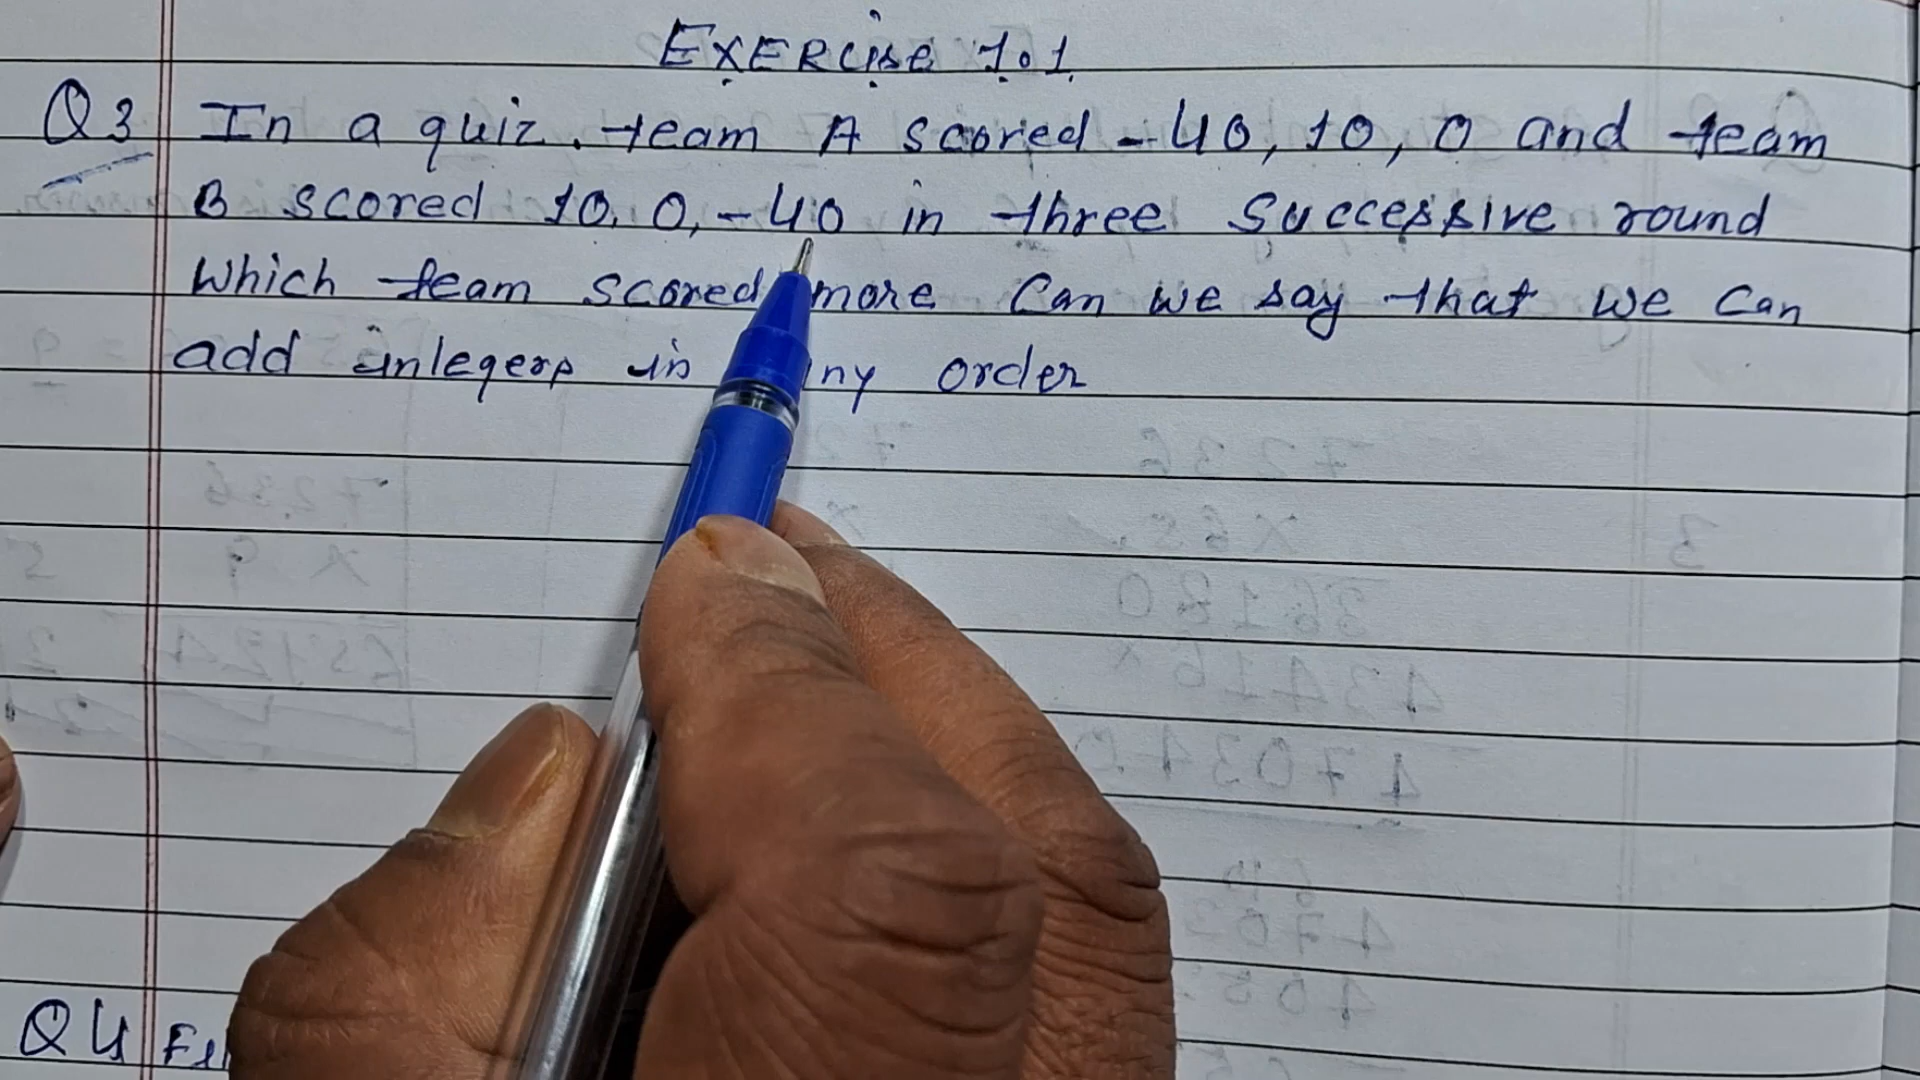 EXERCise 1.1
Q3 In a quiz. team A scored -40, 10, 0 and team
B scored 10, 0, -40 in three Successive round
Which team scored more Can we say that we Can
add inlegers in ny order
Q4